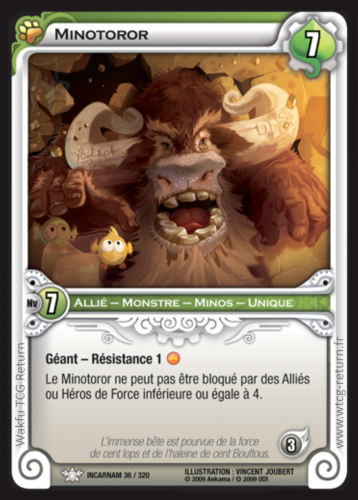 Minotoror
7
Nv 7 Allié – Monstre – Minos – Unique
Géant – Résistance 1
Le Minotoror ne peut pas être bloqué par des Alliés
ou Héros de Force inférieure ou égale à 4.
L'immense bête est pourvue de la force
de cent Iops et de l'haleine de cent Bouftous.
3
INCARNAM 36 / 320
ILLUSTRATION : VINCENT JOUBERT
© 2009 Ankama / © 2009 UDI
Wakfu TCG Return
www.wtcg-return.fr